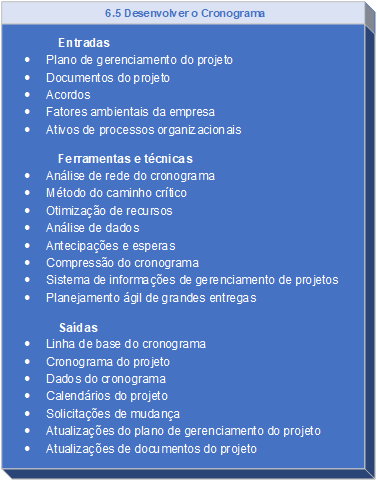 6.5 Desenvolver o Cronograma
Entradas
• Plano de gerenciamento do projeto
• Documentos do projeto
• Acordos
• Fatores ambientais da empresa
• Ativos de processos organizacionais
Ferramentas e técnicas
• Análise de rede do cronograma
• Método do caminho crítico
• Otimização de recursos
• Análise de dados
• Antecipações e esperas
• Compressão do cronograma
• Sistema de informações de gerenciamento de projetos
• Planejamento ágil de grandes entregas
Saídas
• Linha de base do cronograma
• Cronograma do projeto
• Dados do cronograma
• Calendários do projeto
• Solicitações de mudança
• Atualizações do plano de gerenciamento do projeto
• Atualizações de documentos do projeto